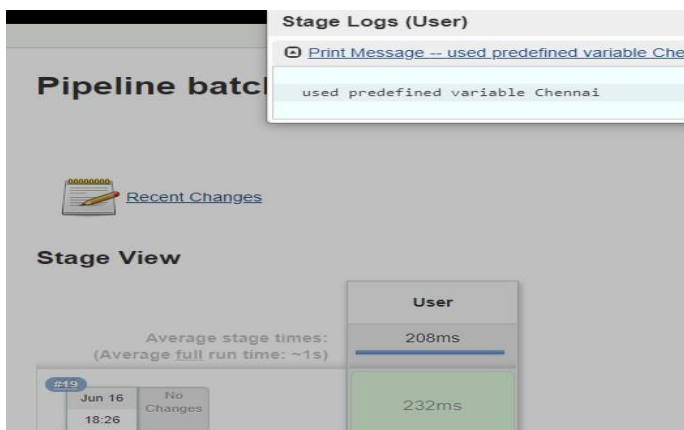 Stage Logs (User)
Print Message -- used predefined variable Che
used predefined variable Chennai
Pipeline batc
Recent Changes
Stage View
User
Average stage times:
(Average full run time: ~1s)
208ms
#19
Jun 16
18:26
No
Changes
232ms